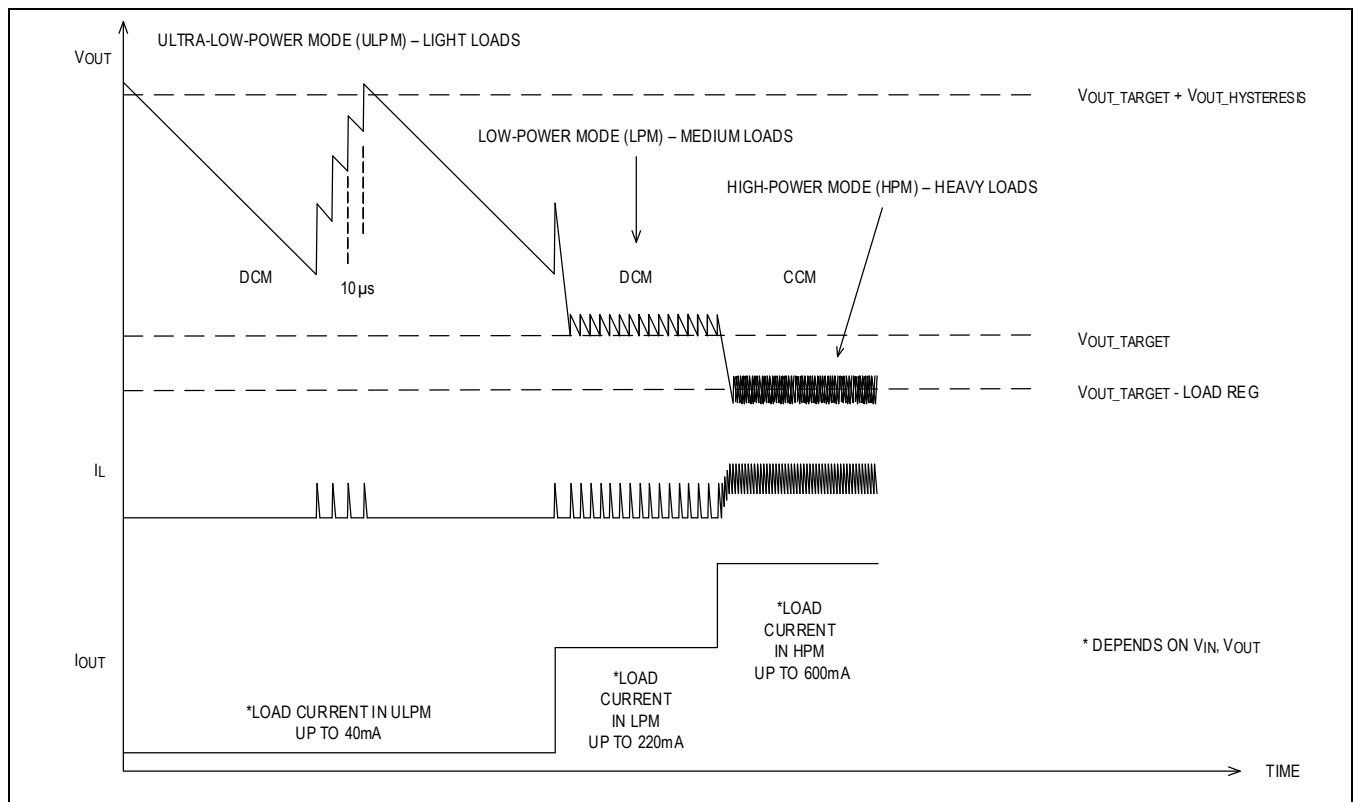 ULTRA-LOW-POWER MODE (ULPM) – LIGHT LOADS
VOUT
VOUT_TARGET + VOUT_HYSTERESIS
LOW-POWER MODE (LPM) – MEDIUM LOADS
HIGH-POWER MODE (HPM) – HEAVY LOADS
DCM
10µs
DCM
CCM
VOUT_TARGET
VOUT_TARGET - LOAD REG
IL
IOUT
*LOAD CURRENT IN ULPM
UP TO 40mA
*LOAD
CURRENT
IN LPM
UP TO 220mA
*LOAD
CURRENT
IN HPM
UP TO 600mA
* DEPENDS ON VIN, VOUT
TIME